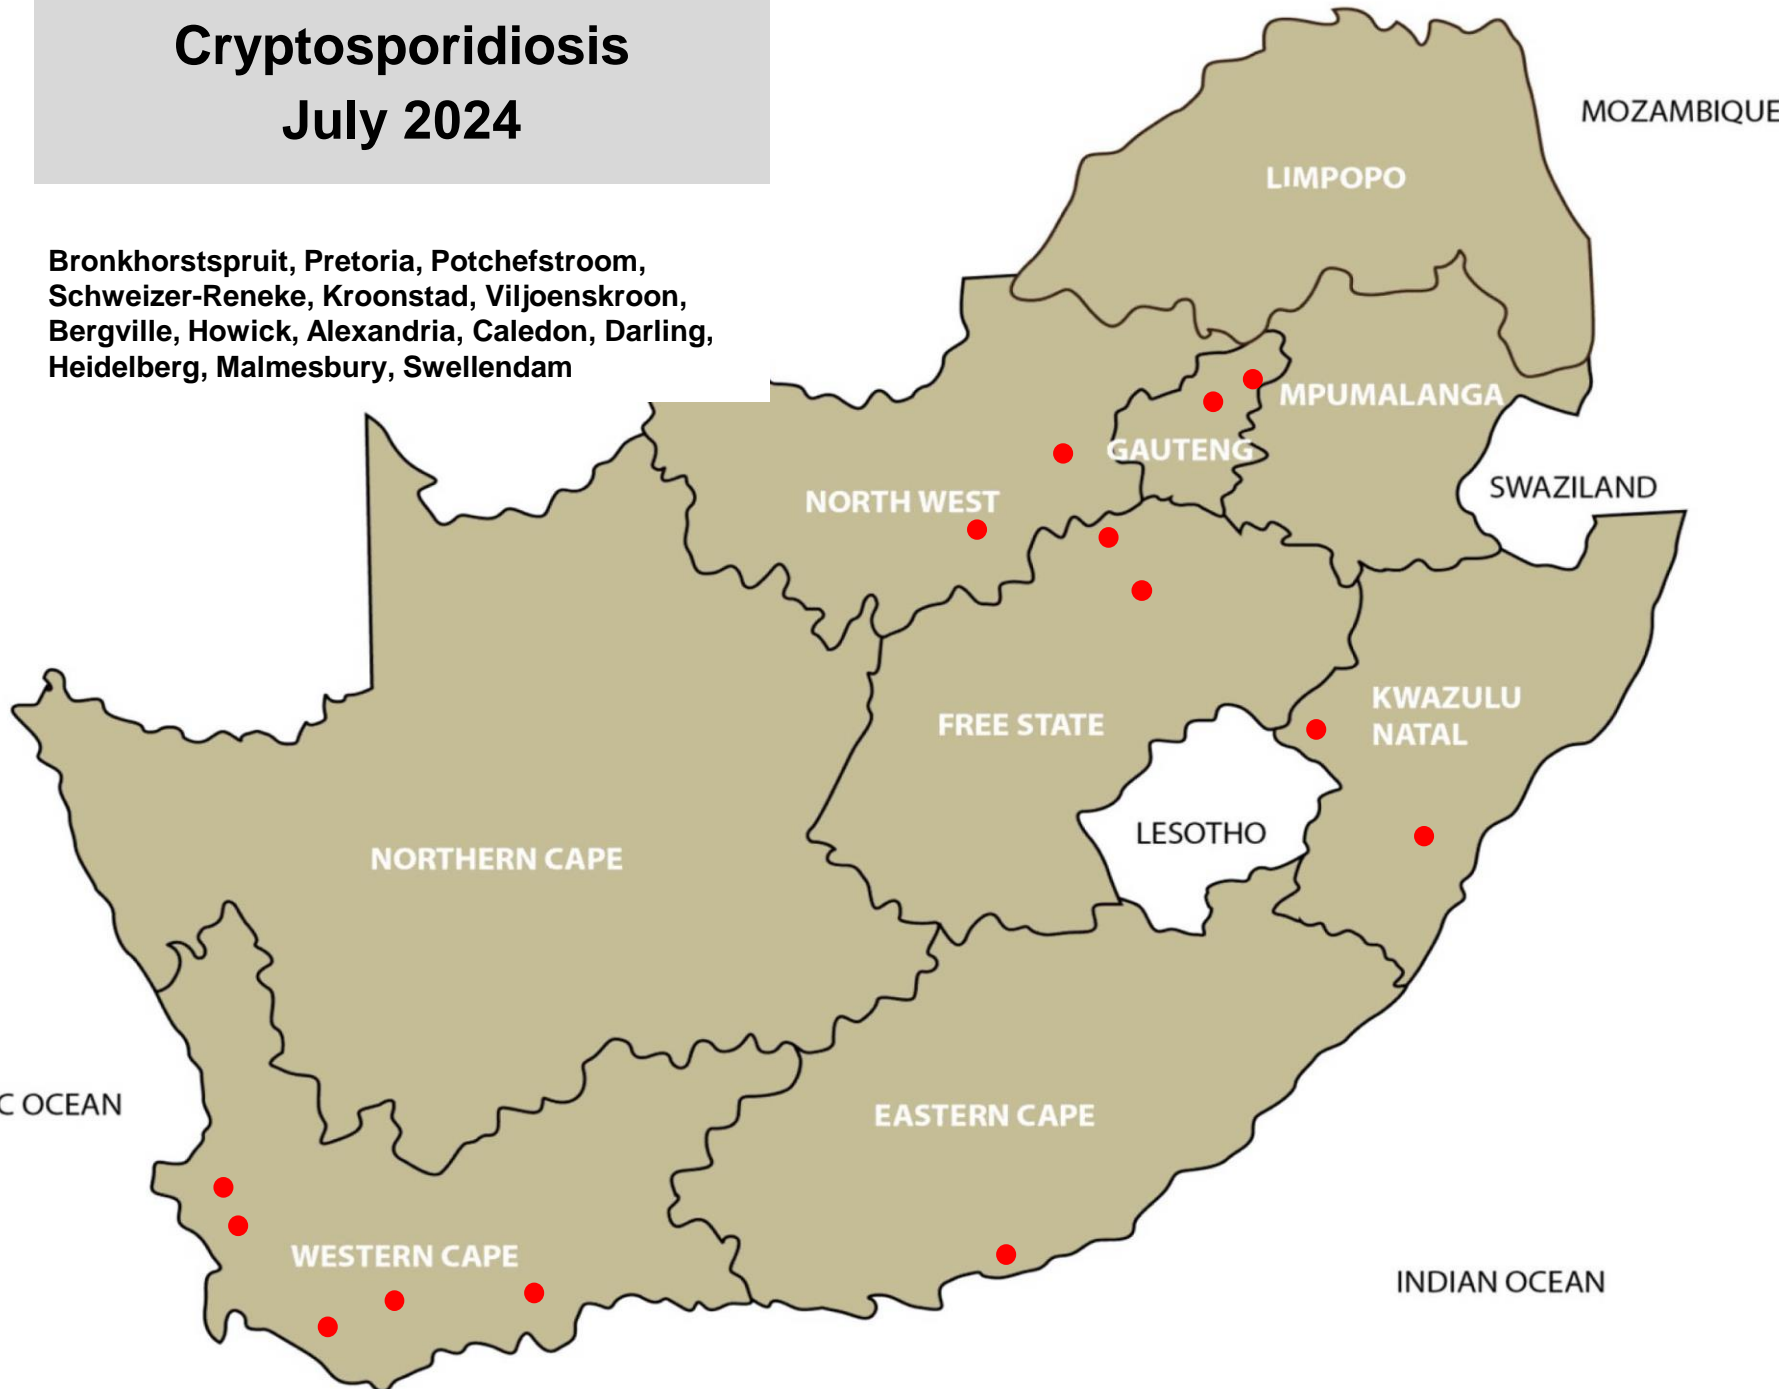 Cryptosporidiosis
July 2024
Bronkhorstspruit, Pretoria, Potchefstroom,
Schweizer-Reneke, Kroonstad, Viljoenskroon,
Bergville, Howick, Alexandria, Caledon, Darling,
Heidelberg, Malmesbury, Swellendam
MOZAMBIQUE
LIMPOPO
MPUMALANGA
GAUTENG
SWAZILAND
NORTH WEST
KWAZULU
NATAL
FREE STATE
LESOTHO
NORTHERN CAPE
C OCEAN
EASTERN CAPE
WESTERN CAPE
INDIAN OCEAN